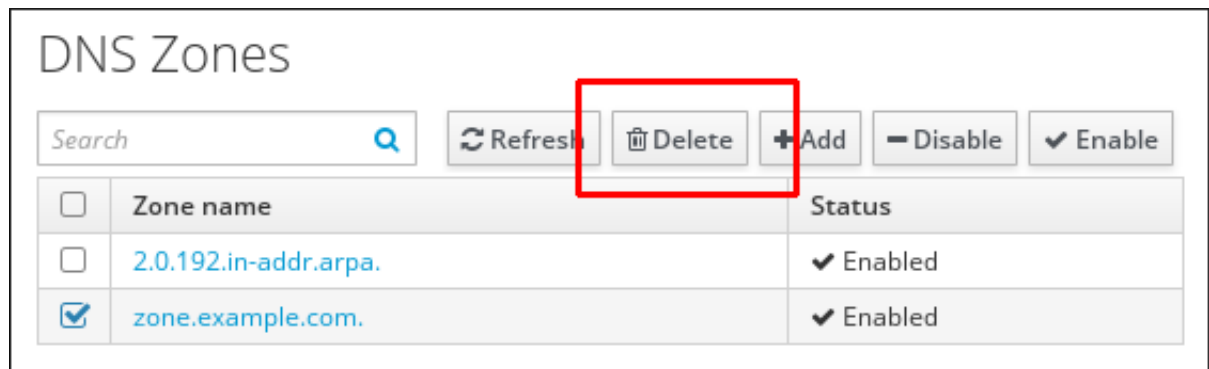 DNS Zones
Search Refresh Delete Add Disable Enable
Zone name Status
2.0.192.in-addr.arpa. Enabled
zone.example.com. Enabled